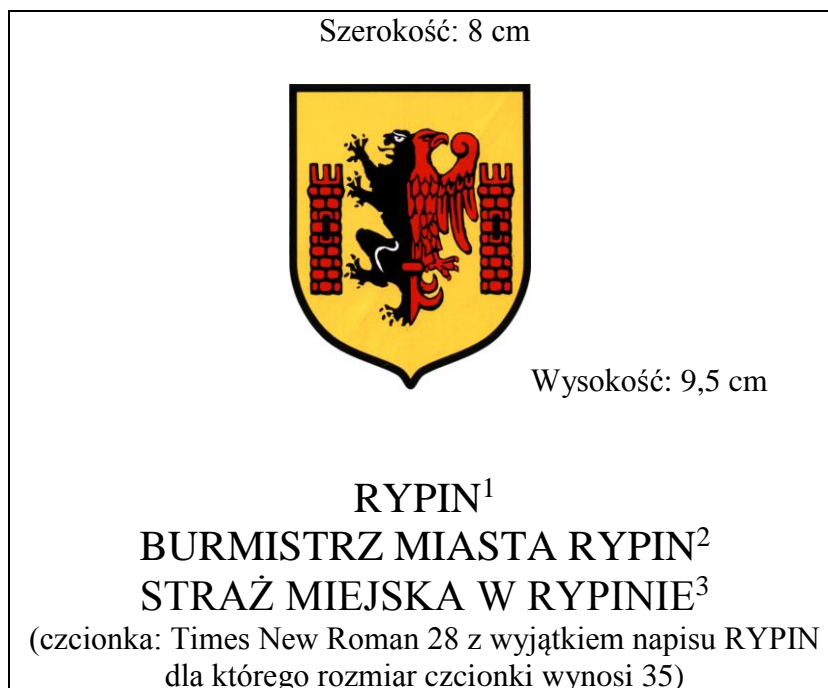 Szerokość: 8 cm
Wysokość: 9,5 cm
RYPIN¹
BURMISTRZ MIASTA RYPIN²
STRAŻ MIEJSKA W RYPINIE³
(czcionka: Times New Roman 28 z wyjątkiem napisu RYPIN
dla którego rozmiar czcionki wynosi 35)